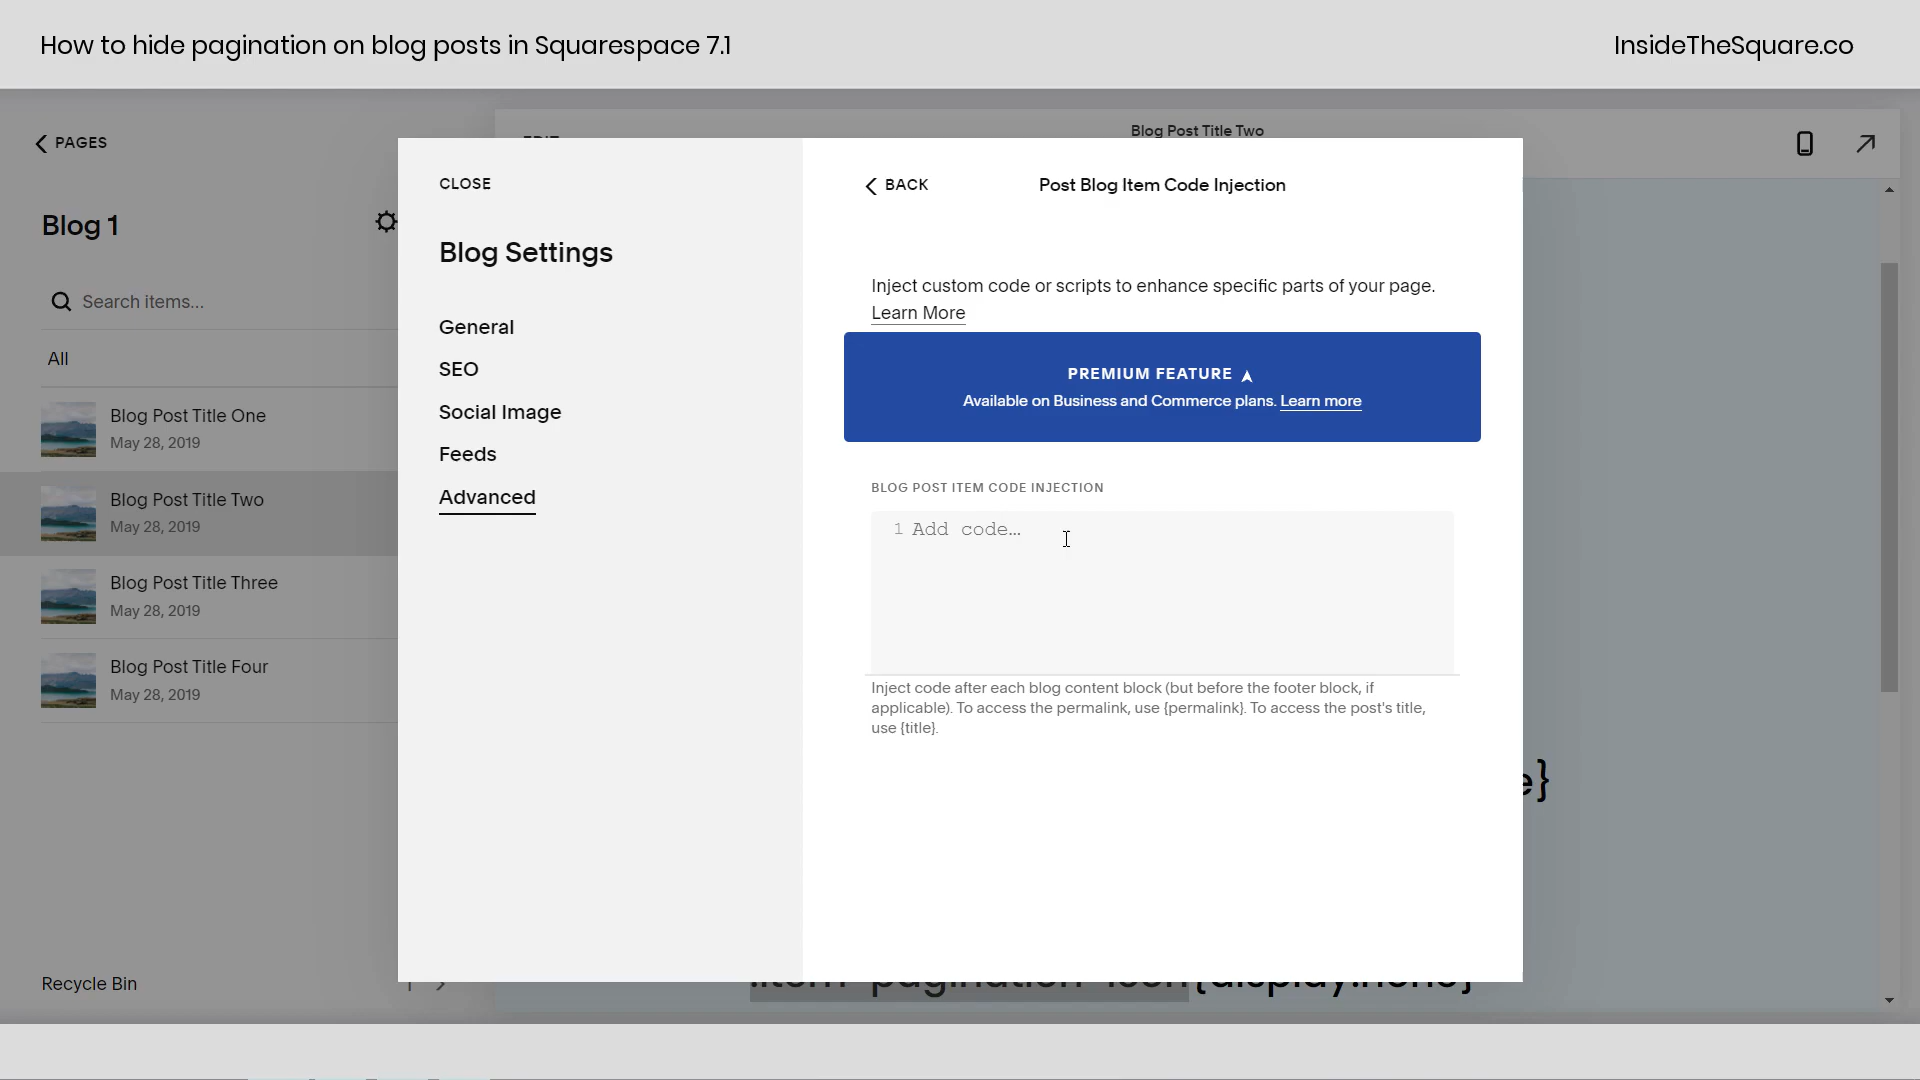 How to hide pagination on blog posts in Squarespace 7.1
InsideTheSquare.co
PAGES
Blog Post Title Two
CLOSE
BACK
Post Blog Item Code Injection
Blog 1
Blog Settings
Inject custom code or scripts to enhance specific parts of your page.
Learn More
Search items...
General
PREMIUM FEATURE
Available on Business and Commerce plans. Learn more
All
SEO
Social Image
Blog Post Title One
May 28, 2019
Feeds
BLOG POST ITEM CODE INJECTION
Advanced
Blog Post Title Two
May 28, 2019
1 Add code…
Blog Post Title Three
May 28, 2019
Blog Post Title Four
May 28, 2019
Inject code after each blog content block (but before the footer block, if
applicable). To access the permalink, use {permalink}. To access the post's title,
use {title}.
e}
Recycle Bin
{display:none}